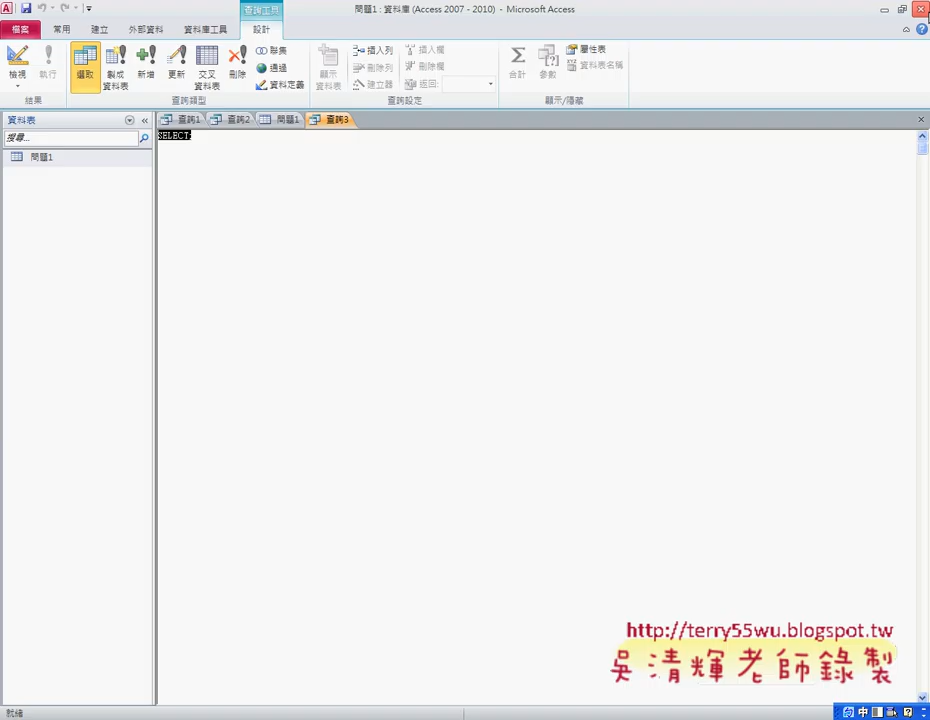 查詢工具
問題1 : 資料庫 (Access 2007 - 2010) - Microsoft Access
檔案 常用 建立 外部資料 資料庫工具 設計
檢視 執行 選取 製成資料表 新增 更新 交叉資料表 刪除 聯集 通過 資料定義 顯示資料表 插入列 刪除列 建立器 插入欄 刪除欄 返回: 合計 參數 屬性表 資料表名稱
結果 查詢類型 查詢設定 顯示/隱藏
資料表 查詢1 查詢2 問題1 查詢3
搜尋...
SELECT;
問題1
http://terry55wu.blogspot.tw
吳清輝老師錄製
就緒 中